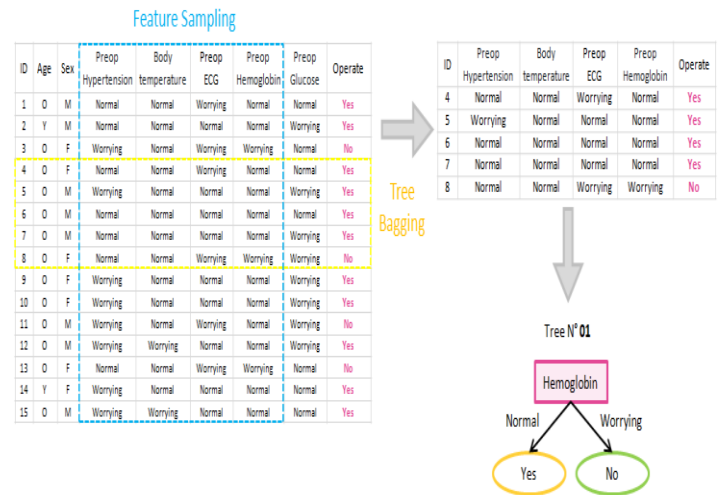 Feature Sampling
ID Age Sex Preop Hypertension Body temperature Preop ECG Preop Hemoglobin Preop Glucose Operate
1 O M Normal Normal Worrying Normal Normal Yes
2 Y M Normal Normal Normal Normal Worrying Yes
3 O F Worrying Normal Worrying Worrying Normal No
4 O F Normal Normal Worrying Normal Normal Yes
5 O M Worrying Normal Normal Normal Worrying Yes
6 O M Normal Normal Normal Normal Normal Yes
7 O M Normal Normal Normal Normal Worrying Yes
8 O F Normal Normal Worrying Worrying Worrying No
9 O F Worrying Normal Normal Normal Worrying Yes
10 O F Worrying Normal Normal Normal Worrying Yes
11 O M Worrying Normal Worrying Normal Worrying No
12 O M Worrying Worrying Normal Normal Worrying Yes
13 O F Normal Normal Worrying Worrying Normal No
14 Y F Worrying Normal Normal Normal Normal Yes
15 O M Worrying Worrying Normal Normal Normal Yes
Tree
Bagging
ID Preop Hypertension Body temperature Preop ECG Preop Hemoglobin Operate
4 Normal Normal Worrying Normal Yes
5 Worrying Normal Normal Normal Yes
6 Normal Normal Normal Normal Yes
7 Normal Normal Normal Normal Yes
8 Normal Normal Worrying Worrying No
Tree N° 01
Hemoglobin
Normal Worrying
Yes No